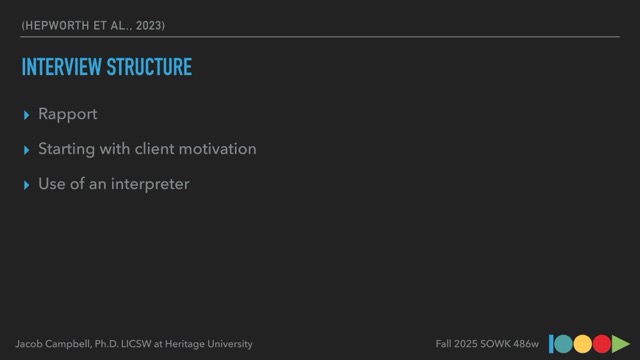 (HEPWORTH ET AL., 2023)
INTERVIEW STRUCTURE
Rapport
Starting with client motivation
Use of an interpreter
Jacob Campbell, Ph.D. LICSW at Heritage University
Fall 2025 SOWK 486w